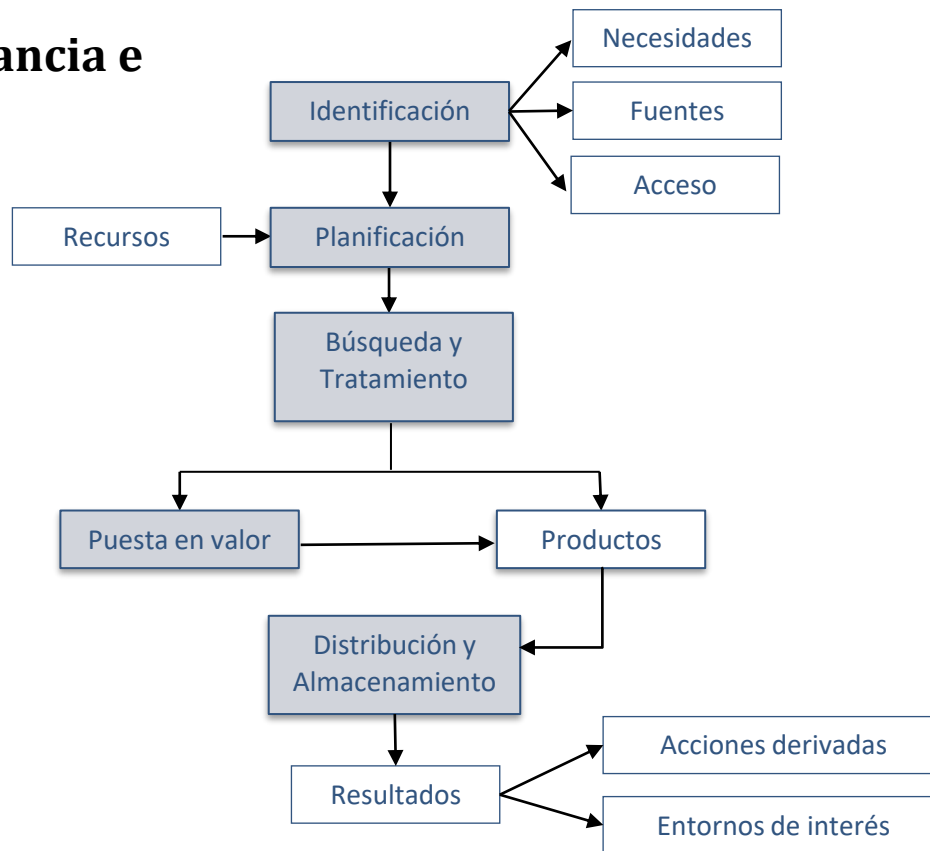 ancia e
Necesidades
Identificación
Fuentes
Acceso
Recursos
Planificación
Búsqueda y
Tratamiento
Puesta en valor
Productos
Distribución y
Almacenamiento
Acciones derivadas
Resultados
Entornos de interés